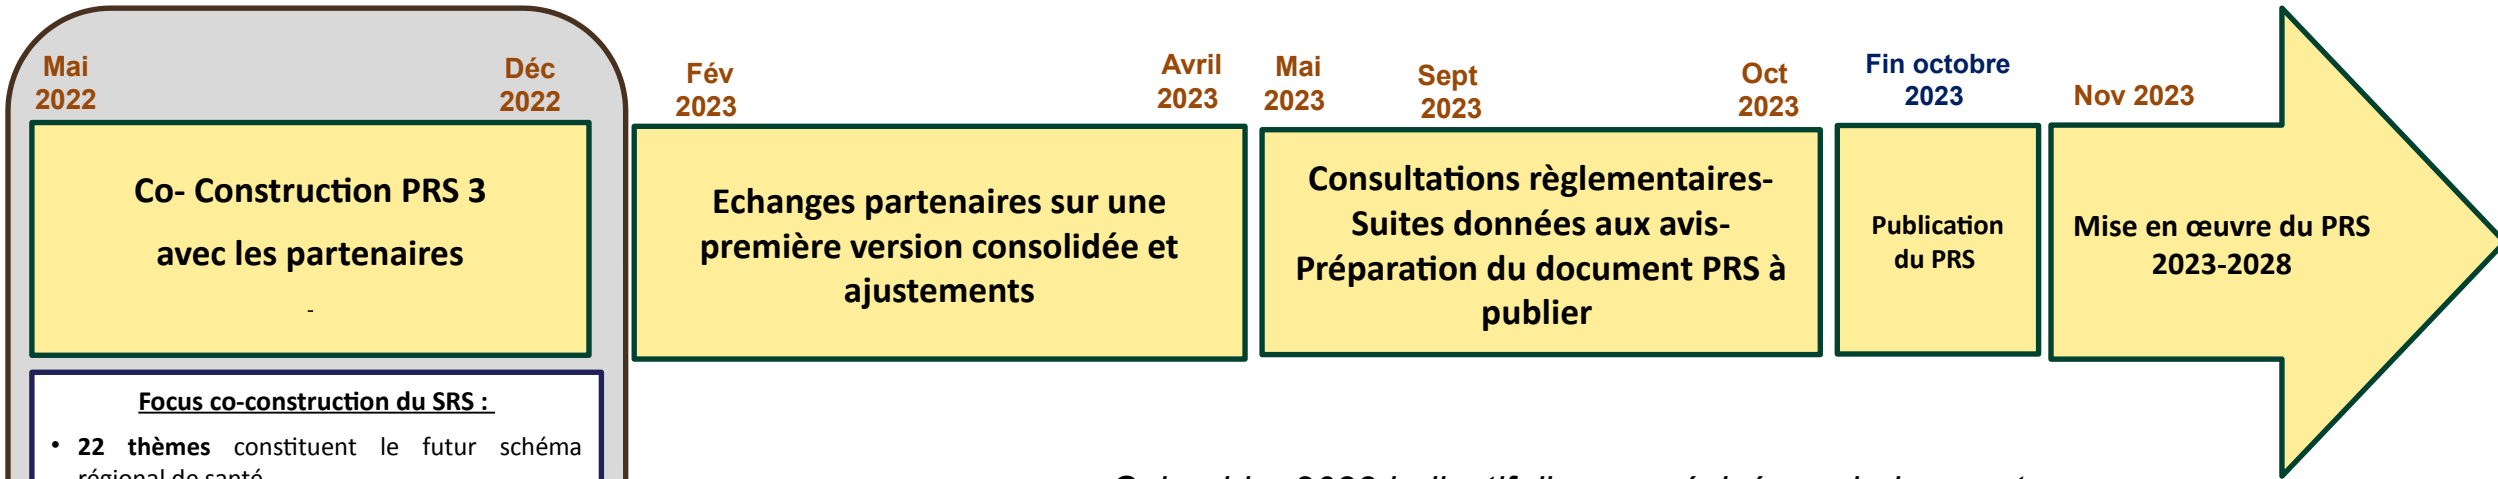 Mai
2022
Déc
2022
Fév
2023
Avril
2023
Mai
2023
Sept
2023
Oct
2023
Fin octobre
2023
Nov 2023
Co- Construction PRS 3
avec les partenaires
-
Echanges partenaires sur une
première version consolidée et
ajustements
Consultations règlementaires-
Suites données aux avis-
Préparation du document PRS à
publier
Publication
du PRS
Mise en œuvre du PRS
2023-2028
Focus co-construction du SRS :
• 22 thèmes constituent le futur schéma
régional de santé